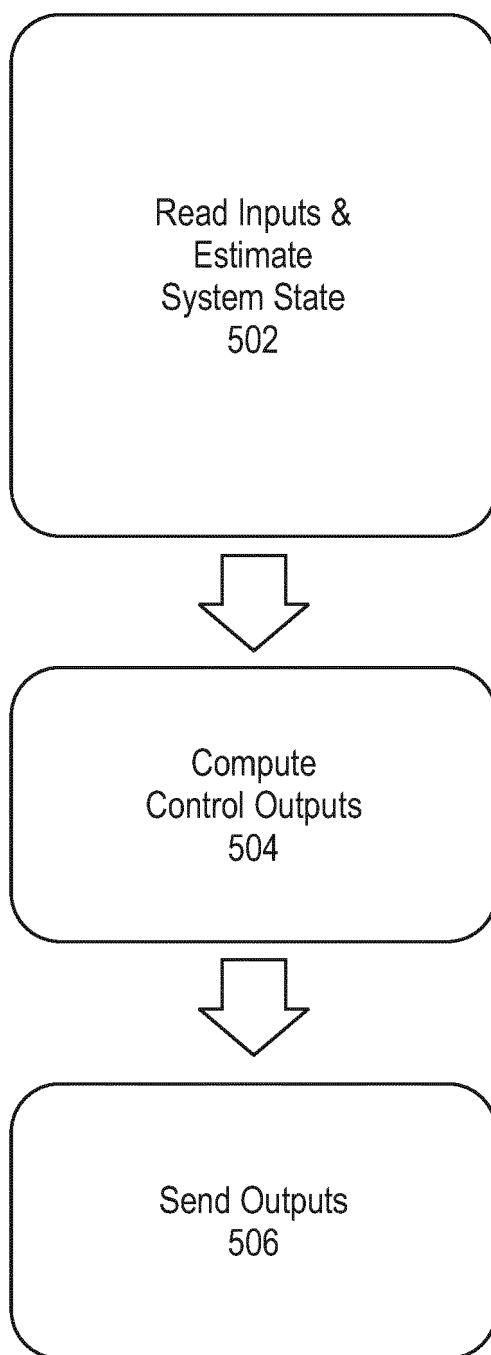 Read Inputs &
Estimate
System State
502
Compute
Control Outputs
504
Send Outputs
506